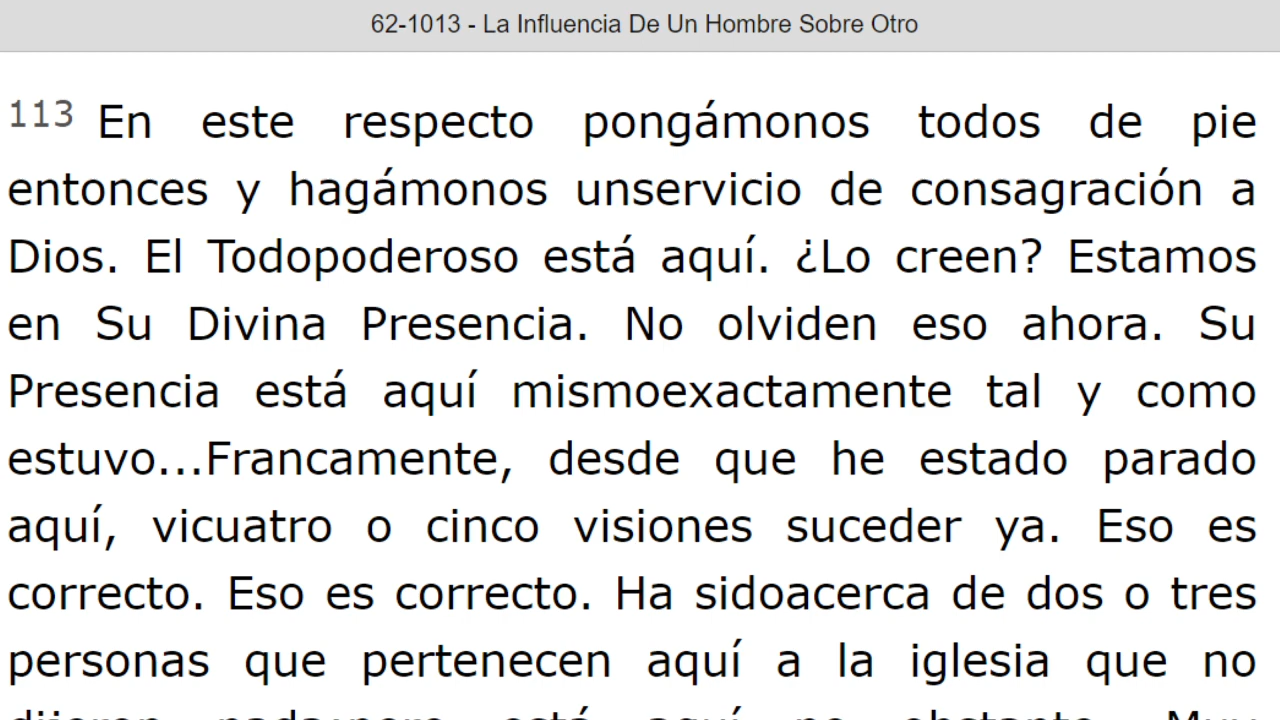 62-1013 - La Influencia De Un Hombre Sobre Otro
113 En este respecto pongámonos todos de pie
entonces y hagámonos unservicio de consagración a
Dios. El Todopoderoso está aquí. ¿Lo creen? Estamos
en Su Divina Presencia. No olviden eso ahora. Su
Presencia está aquí mismoexactamente tal y como
estuvo...Francamente, desde que he estado parado
aquí, vicuatro o cinco visiones suceder ya. Eso es
correcto. Eso es correcto. Ha sidoacerca de dos o tres
personas que pertenecen aquí a la iglesia que no